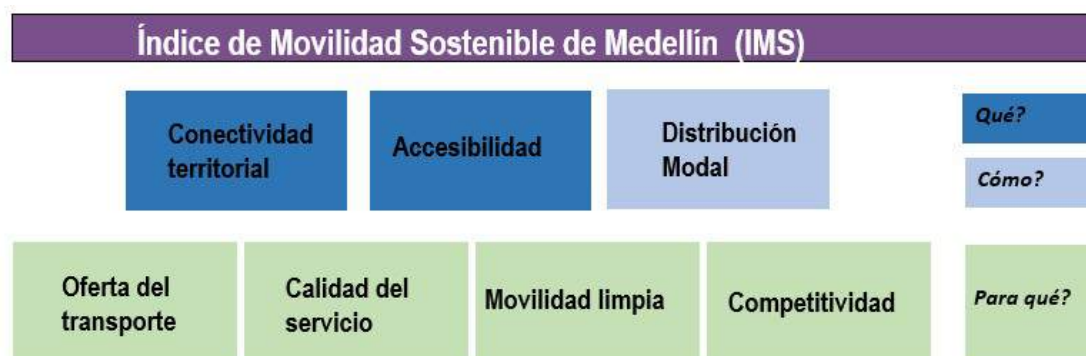 Índice de Movilidad Sostenible de Medellín (IMS)
Conectividad
territorial
Accesibilidad
Distribución
Modal
Qué?
Cómo?
Oferta del
transporte
Calidad del
servicio
Movilidad limpia
Competitividad
Para qué?